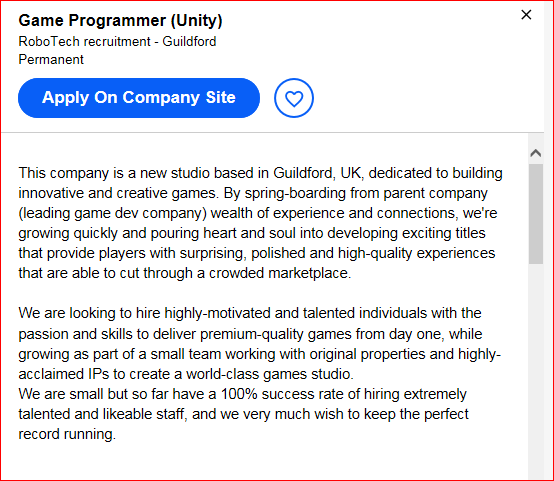 Game Programmer (Unity)
RoboTech recruitment - Guildford
Permanent
Apply On Company Site
This company is a new studio based in Guildford, UK, dedicated to building
innovative and creative games. By spring-boarding from parent company
(leading game dev company) wealth of experience and connections, we're
growing quickly and pouring heart and soul into developing exciting titles
that provide players with surprising, polished and high-quality experiences
that are able to cut through a crowded marketplace.
We are looking to hire highly-motivated and talented individuals with the
passion and skills to deliver premium-quality games from day one, while
growing as part of a small team working with original properties and highly-
acclaimed IPs to create a world-class games studio.
We are small but so far have a 100% success rate of hiring extremely
talented and likeable staff, and we very much wish to keep the perfect
record running.